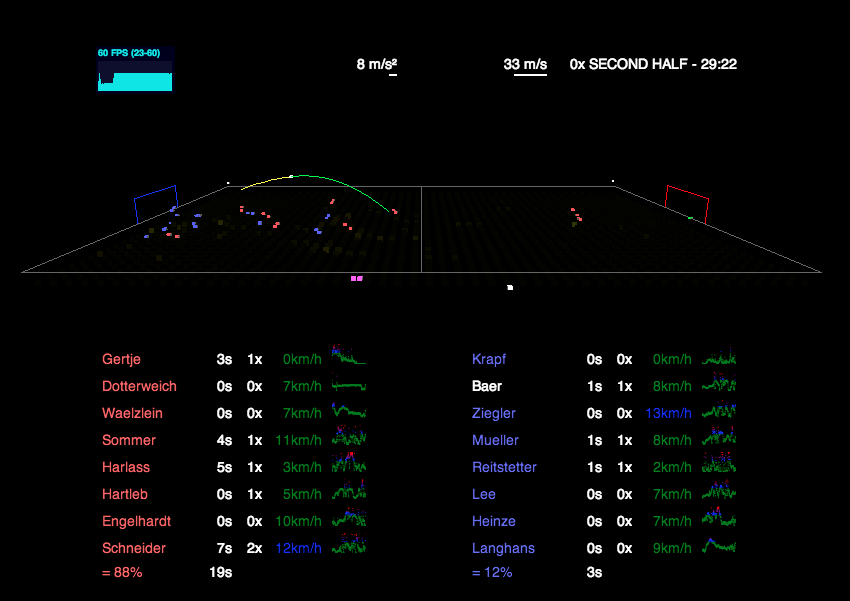 60 FPS (23-60)
8 m/s² 33 m/s 0x SECOND HALF - 29:22
Gertje 3s 1x 0km/h Krapf 0s 0x 0km/h
Dotterweich 0s 0x 7km/h Baer 1s 1x 8km/h
Waelzlein 0s 0x 7km/h Ziegler 0s 0x 13km/h
Sommer 4s 1x 11km/h Mueller 1s 1x 8km/h
Harlass 5s 1x 3km/h Reitstetter 1s 1x 2km/h
Hartleb 0s 1x 5km/h Lee 0s 0x 7km/h
Engelhardt 0s 0x 10km/h Heinze 0s 0x 7km/h
Schneider 7s 2x 12km/h Langhans 0s 0x 9km/h
= 88% 19s = 12% 3s